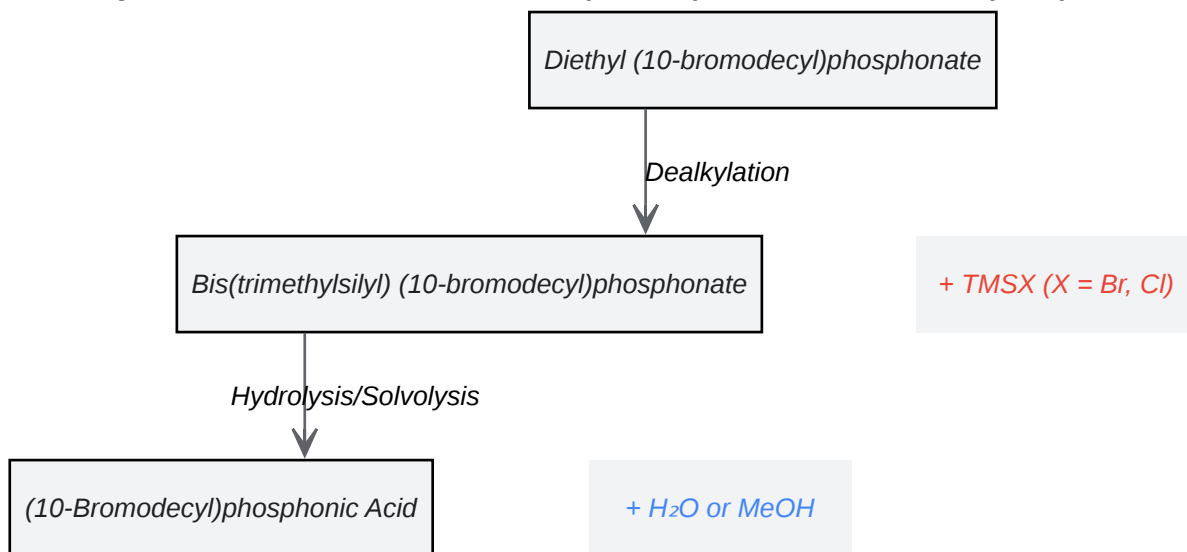 Diethyl (10-bromodecyl)phosphonate
Dealkylation
Bis(trimethylsilyl) (10-bromodecyl)phosphonate
+ TMSX (X = Br, Cl)
Hydrolysis/Solvolysis
(10-Bromodecyl)phosphonic Acid
+ H₂O or MeOH